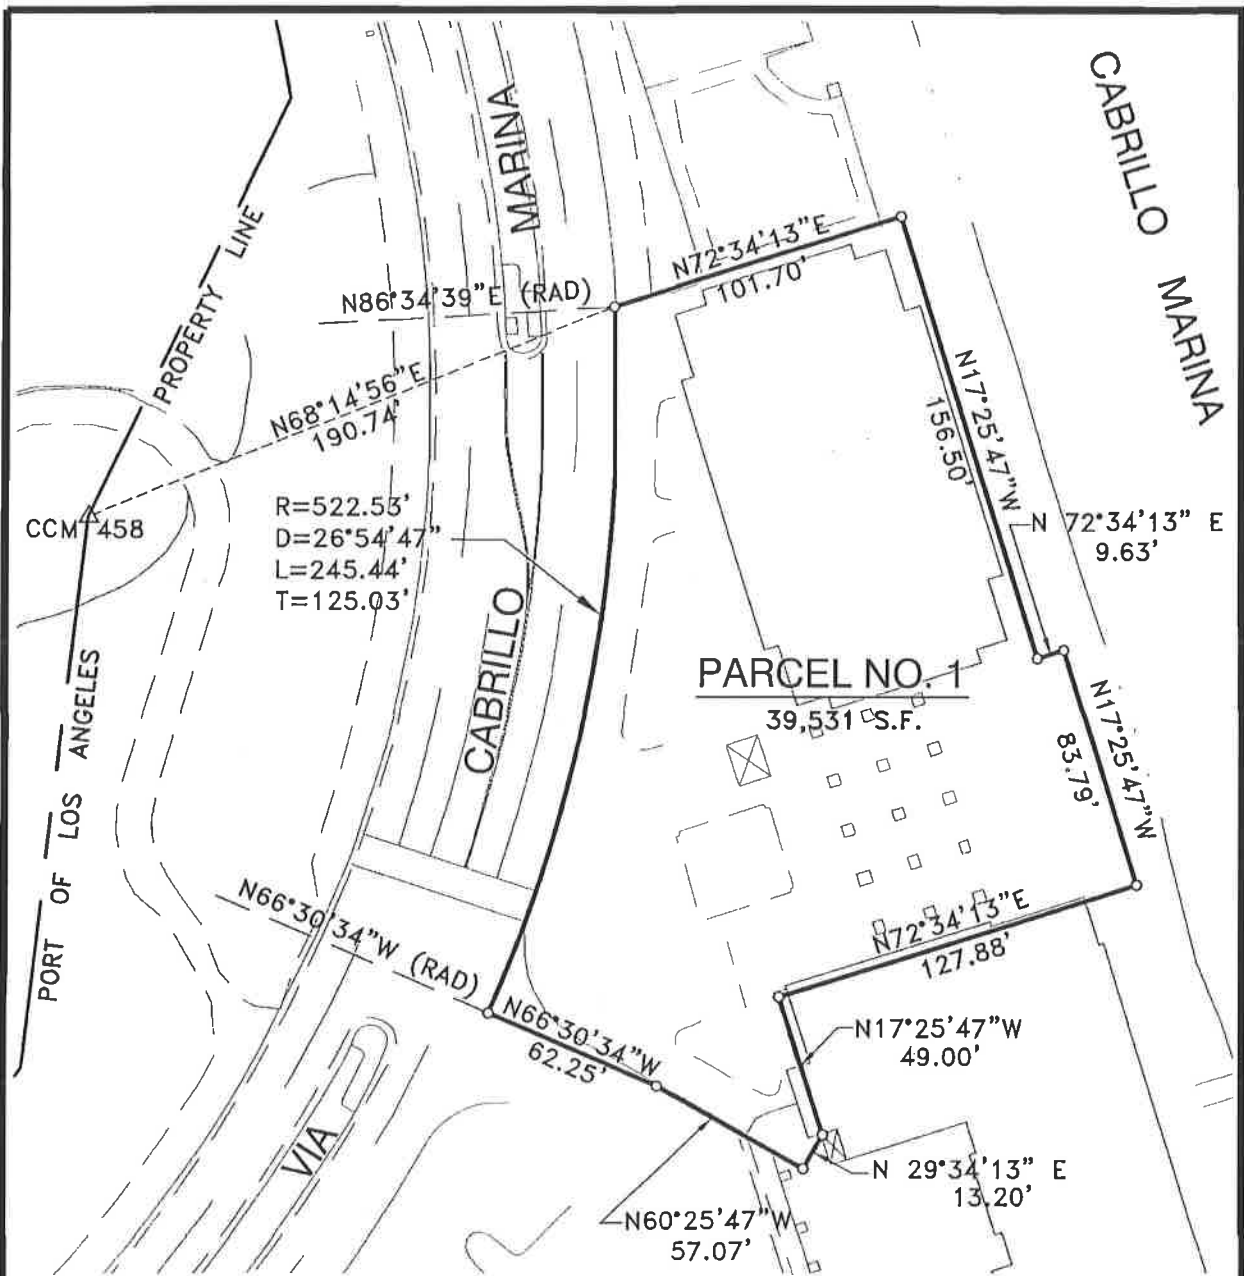 CABRILLO
MARINA
MARINA
N72°34'13"E
101.70'
N86°34'39"E (RAD)
PROPERTY LINE
N68°14'56"E
190.74'
N17°25'47"W
156.50'
CCM 458
R=522.53'
D=26°54'47"
L=245.44'
T=125.03'
N 72°34'13" E
9.63'
CABRILLO
PARCEL NO. 1
39,531 S.F.
N17°25'47"W
83.79'
PORT OF LOS ANGELES
N66°30'34"W (RAD)
N72°34'13"E
127.88'
N66°30'34"W
62.25'
N17°25'47"W
49.00'
VIA
N 29°34'13" E
13.20'
N60°25'47"W
57.07'